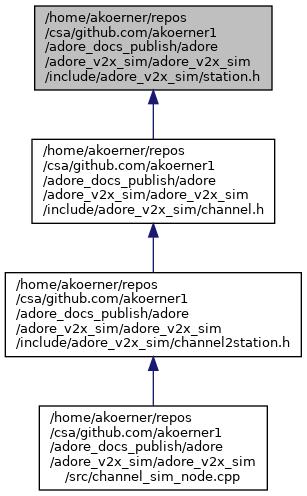 /home/akoerner/repos
/csa/github.com/akoerner1
/adore_docs_publish/adore
/adore_v2x_sim/adore_v2x_sim
/include/adore_v2x_sim/station.h
/home/akoerner/repos
/csa/github.com/akoerner1
/adore_docs_publish/adore
/adore_v2x_sim/adore_v2x_sim
/include/adore_v2x_sim/channel.h
/home/akoerner/repos
/csa/github.com/akoerner1
/adore_docs_publish/adore
/adore_v2x_sim/adore_v2x_sim
/include/adore_v2x_sim/channel2station.h
/home/akoerner/repos
/csa/github.com/akoerner1
/adore_docs_publish/adore
/adore_v2x_sim/adore_v2x_sim
/src/channel_sim_node.cpp